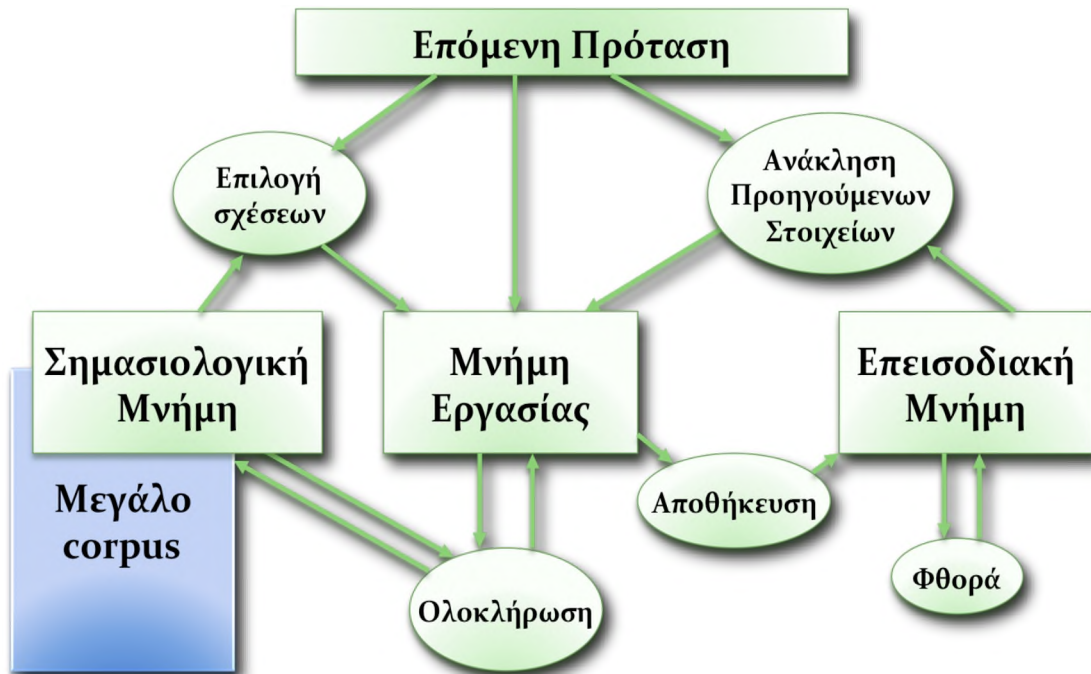 Επόμενη Πρόταση
Επιλογή
σχέσεων
Ανάκληση
Προηγούμενων
Στοιχείων
Σημασιολογική
Μνήμη
Μνήμη
Εργασίας
Επεισοδιακή
Μνήμη
Μεγάλο
corpus
Αποθήκευση
Ολοκλήρωση
Φθορά